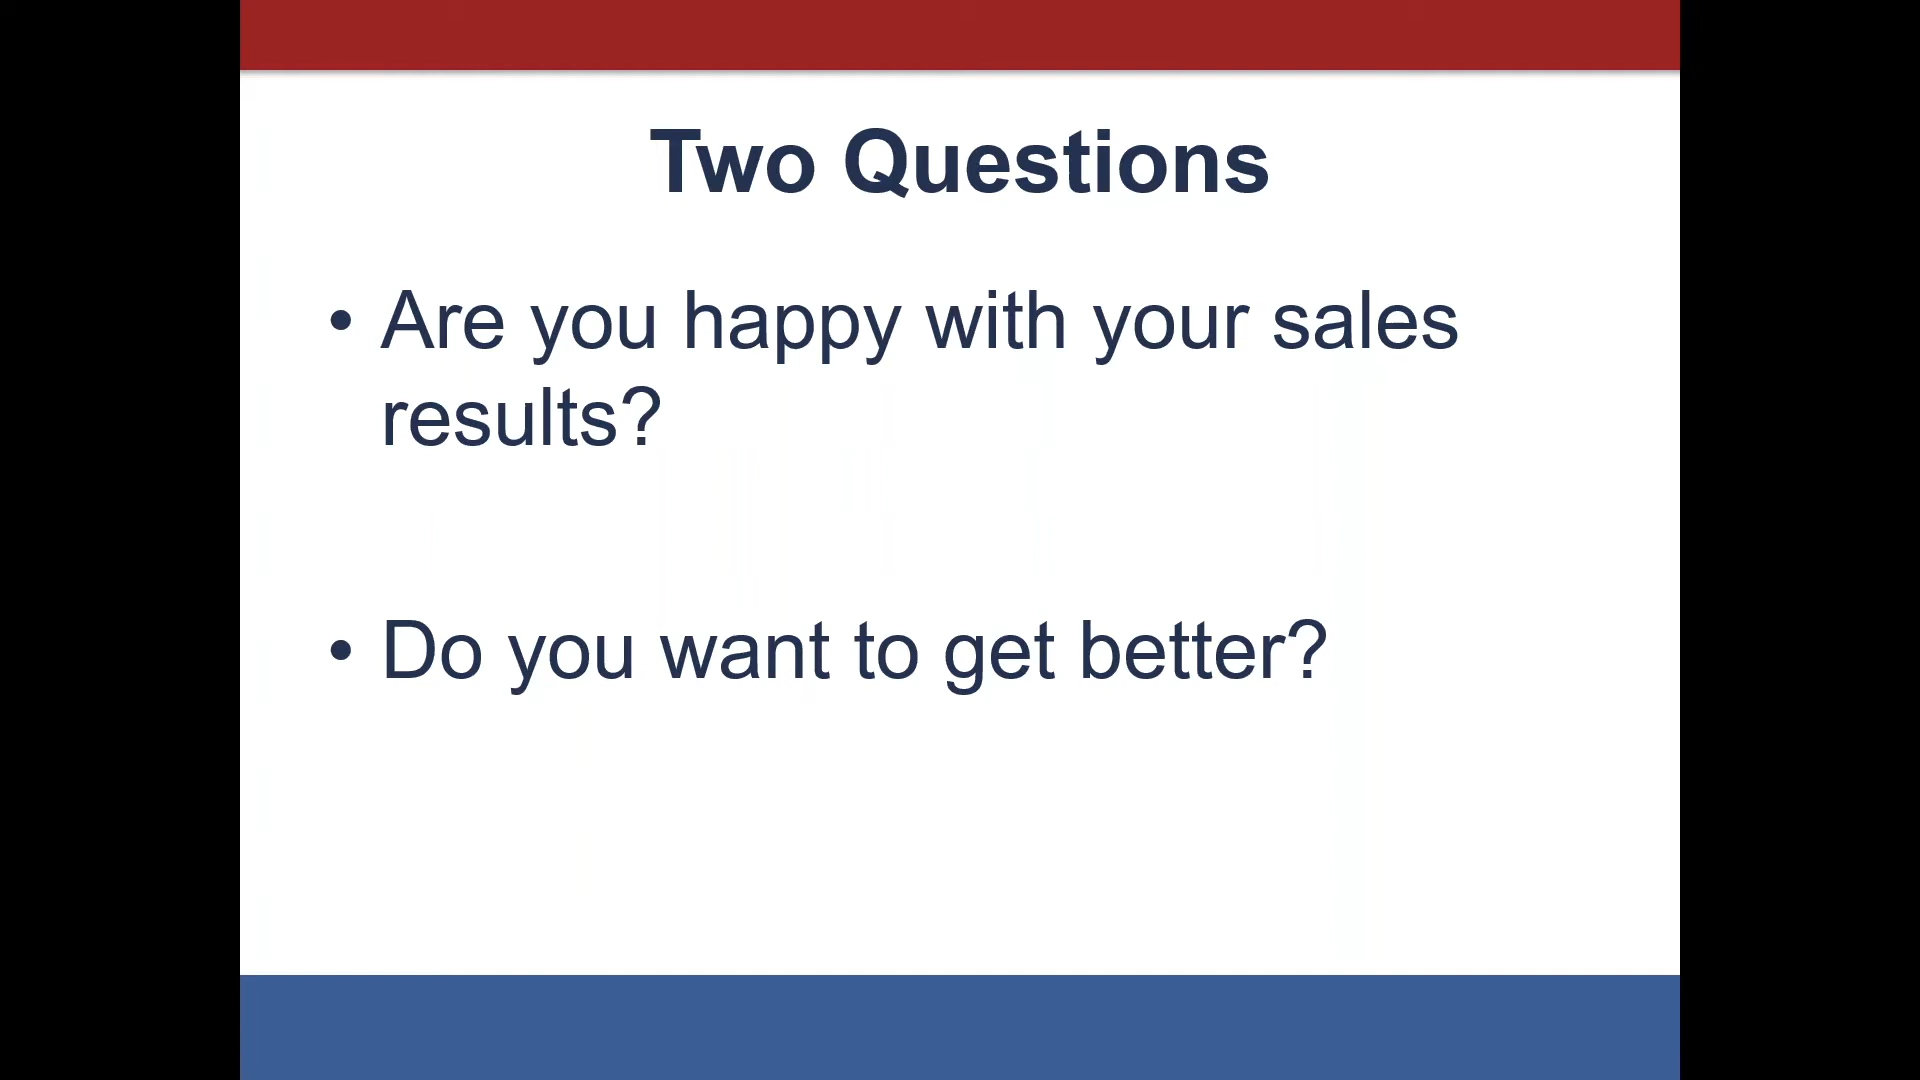 Two Questions
• Are you happy with your sales
results?
• Do you want to get better?